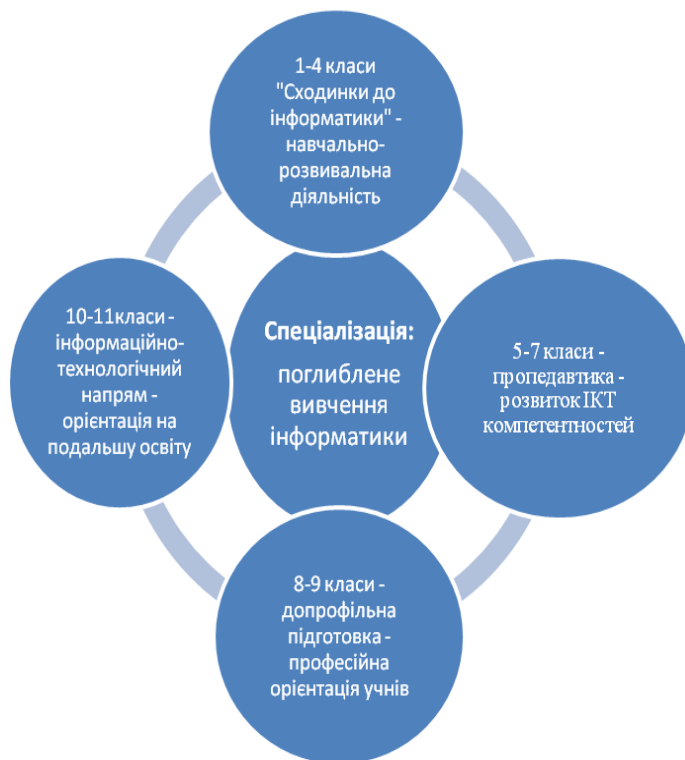 1-4 класи
"Сходинки до
інформатики" -
навчально-
розвивальна
діяльність
10-11класи -
інформаційно-
технологічний
напрям -
орієнтація на
подальшу освіту
Спеціалізація:
поглиблене
вивчення
інформатики
5-7 класи -
пропедавтика -
розвиток ІКТ
компетентностей
8-9 класи -
допрофільна
підготовка -
професійна
орієнтація учнів